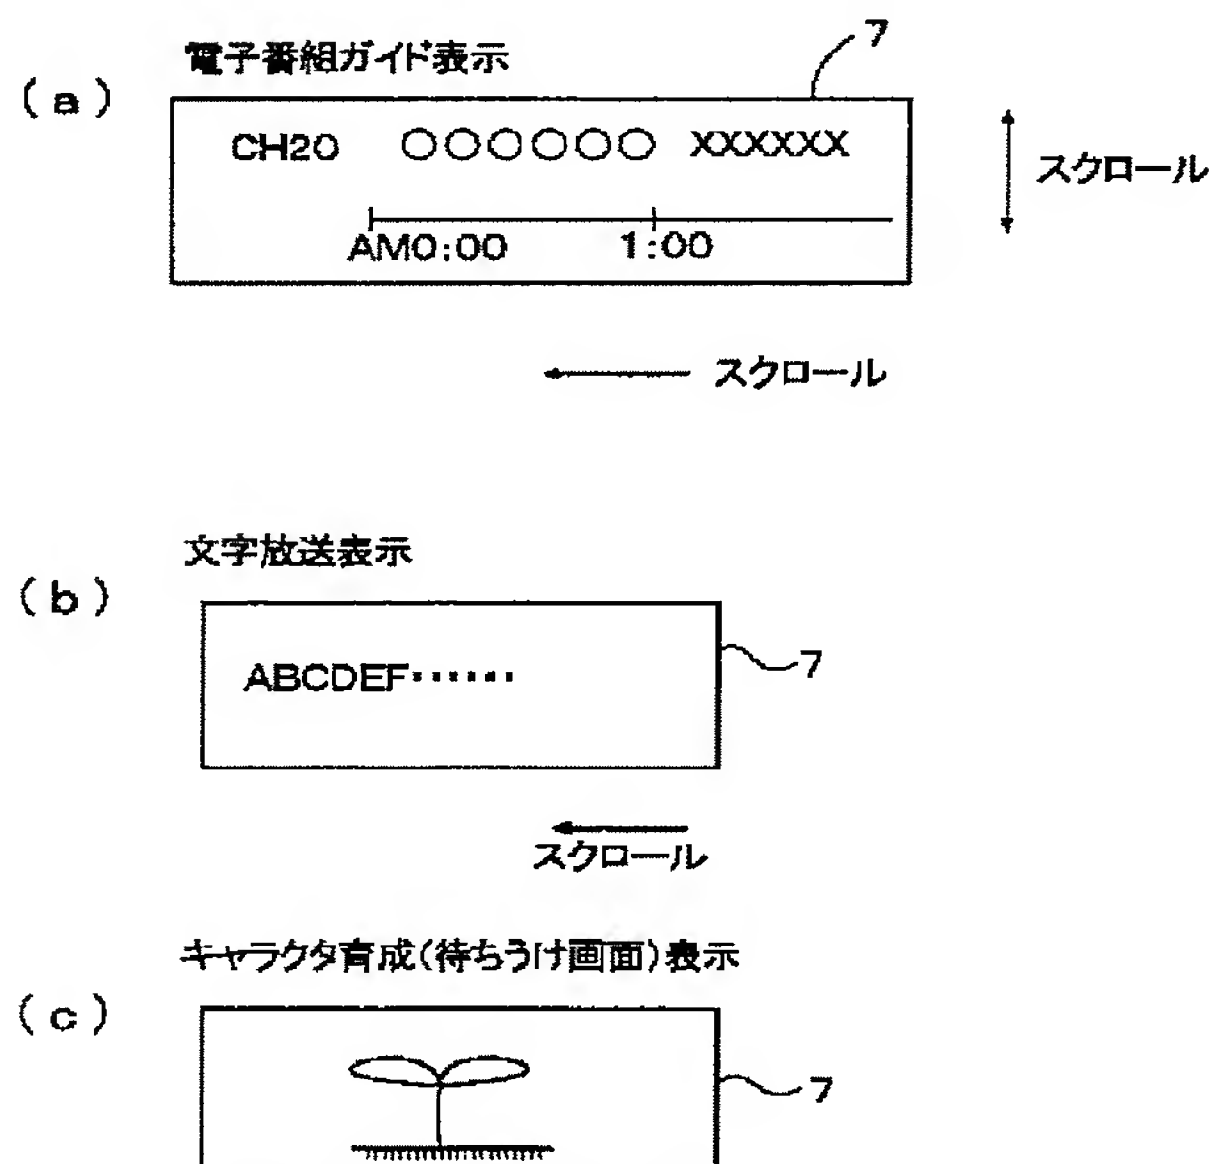 電子番組ガイド表示
7
(a)
CH20 ○○○○○○ XXXXXX
スクロール
AM0:00 1:00
スクロール
文字放送表示
(b)
ABCDEF・・・・・・
7
スクロール
キャラクタ育成(待ちうけ画面)表示
(c)
7